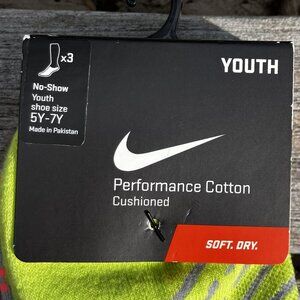 x3
YOUTH
No-Show
Youth
shoe size
5Y-7Y
Made in Pakistan
Performance Cotton
Cushioned
SOFT. DRY.